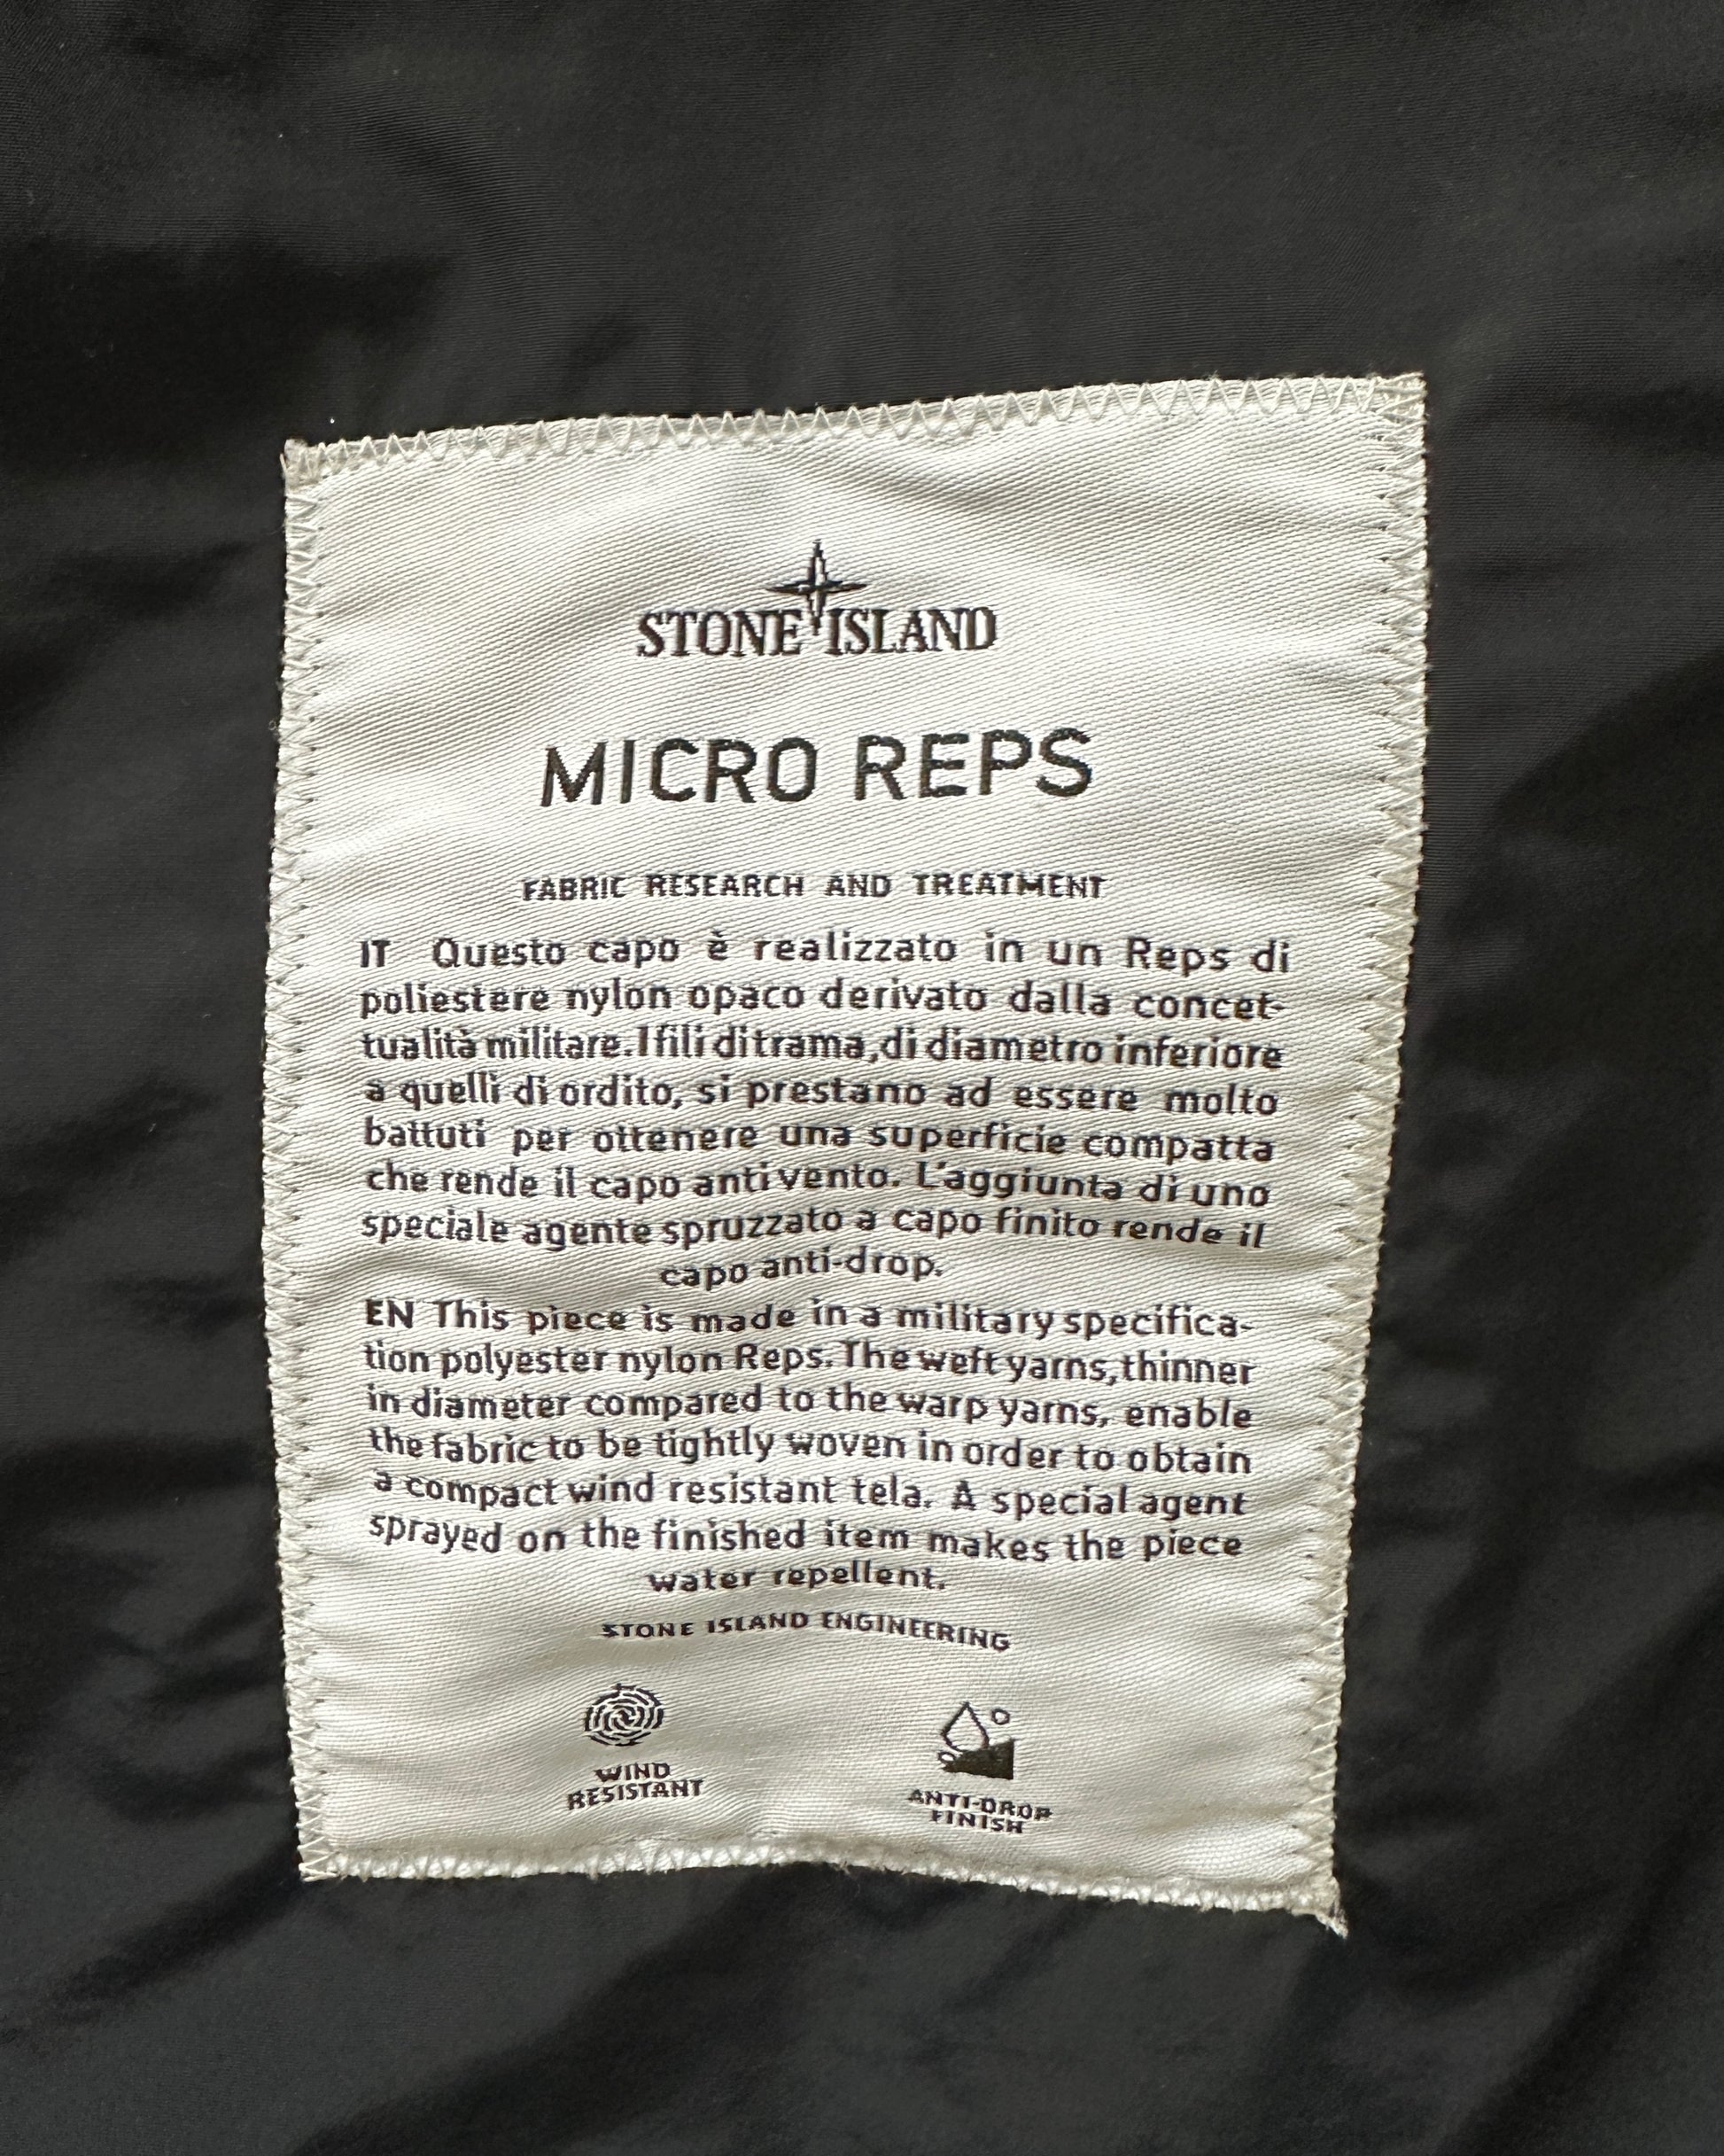 STONE ISLAND
MICRO REPS
FABRIC RESEARCH AND TREATMENT
IT Questo capo è realizzato in un Reps di
poliestere nylon opaco derivato dalla concet-
tualità militare. I fili di trama, di diametro inferiore
a quelli di ordito, si prestano ad essere molto
battuti per ottenere una superficie compatta
che rende il capo antivento. L'aggiunta di uno
speciale agente spruzzato a capo finito rende il
capo anti-drop.
EN This piece is made in a military specifica-
tion polyester nylon Reps. The weft yarns, thinner
in diameter compared to the warp yarns, enable
the fabric to be tightly woven in order to obtain
a compact wind resistant tela. A special agent
sprayed on the finished item makes the piece
water repellent.
STONE ISLAND ENGINEERING
WIND
RESISTANT
ANTI-DROP
FINISH